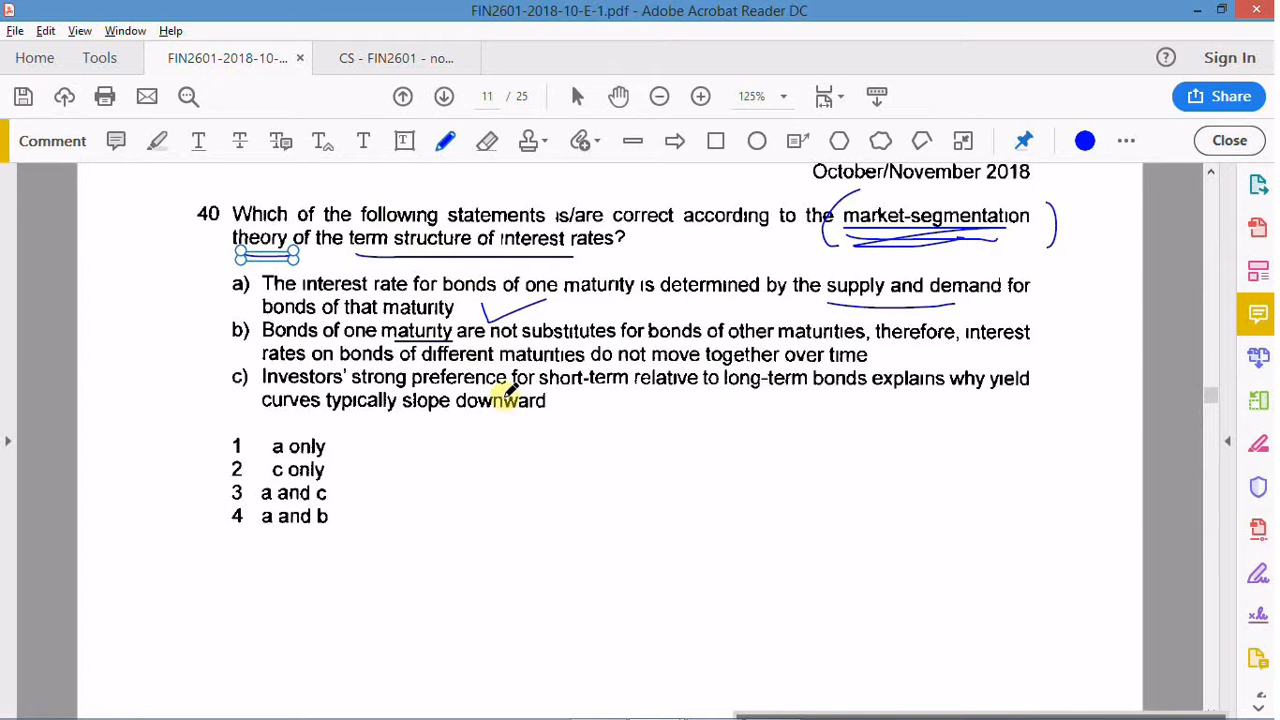 FIN2601-2018-10-E-1.pdf - Adobe Acrobat Reader DC
File Edit View Window Help
Home Tools FIN2601-2018-10-... × CS - FIN2601 - no... Sign In
11 / 25 125% Share
Comment Close
October/November 2018
40 Which of the following statements is/are correct according to the market-segmentation
theory of the term structure of interest rates?
a) The interest rate for bonds of one maturity is determined by the supply and demand for
bonds of that maturity
b) Bonds of one maturity are not substitutes for bonds of other maturities, therefore, interest
rates on bonds of different maturities do not move together over time
c) Investors' strong preference for short-term relative to long-term bonds explains why yield
curves typically slope downward
1 a only
2 c only
3 a and c
4 a and b